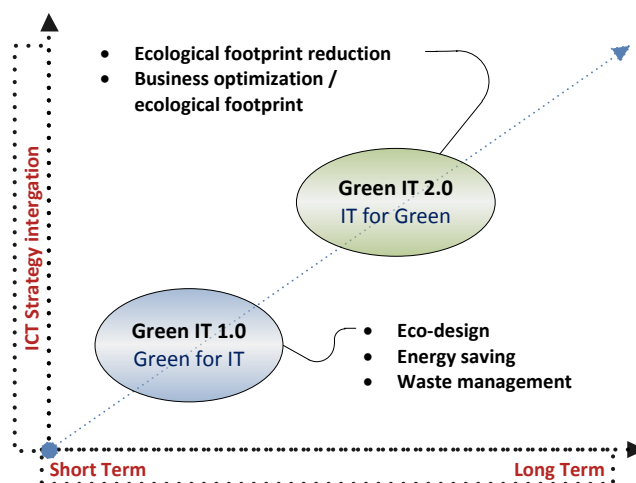 • Ecological footprint reduction
• Business optimization /
ecological footprint
ICT Strategy intergation
Green IT 2.0
IT for Green
Green IT 1.0
Green for IT
• Eco-design
• Energy saving
• Waste management
Short Term
Long Term